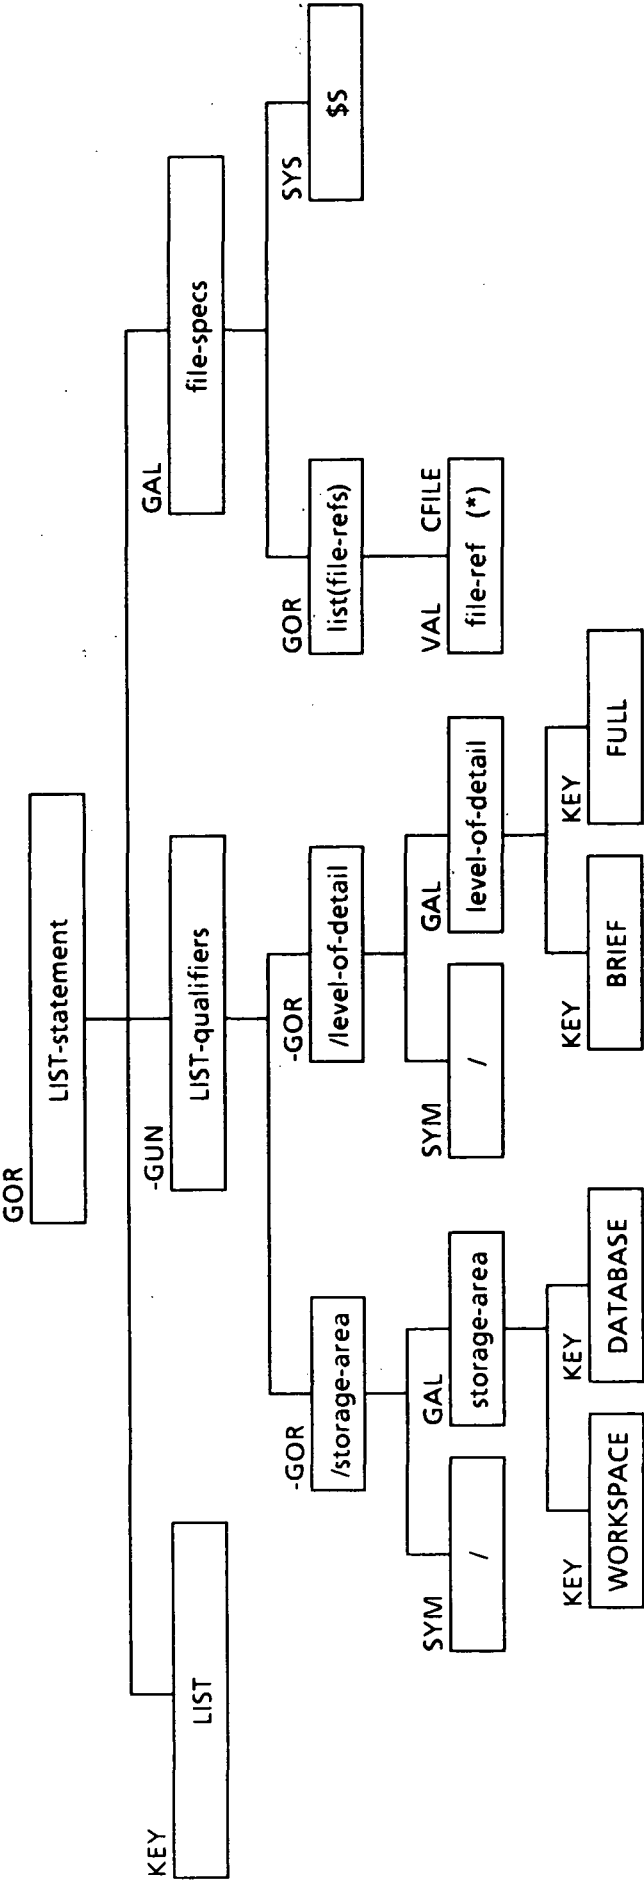 GOR
LIST-statement
KEY
LIST
-GUN
LIST-qualifiers
GAL
file-specs
-GOR
/storage-area
-GOR
/level-of-detail
GOR
list(file-refs)
SYS
$S
SYM
/
GAL
storage-area
SYM
/
GAL
level-of-detail
VAL
CFILE
file-ref (*)
KEY
WORKSPACE
KEY
DATABASE
KEY
BRIEF
KEY
FULL